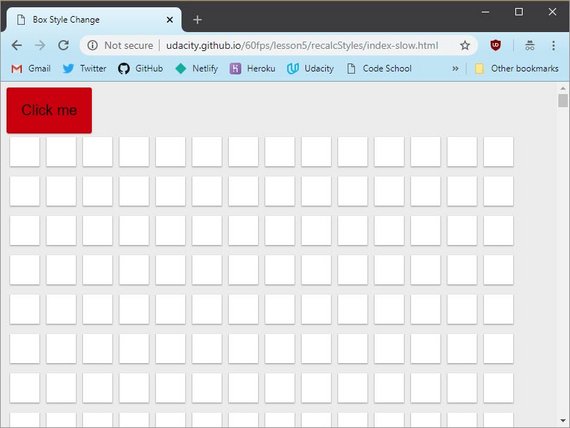 Box Style Change
Not secure | udacity.github.io/60fps/lesson5/recalcStyles/index-slow.html
Gmail Twitter GitHub Netlify Heroku Udacity Code School » Other bookmarks
Click me